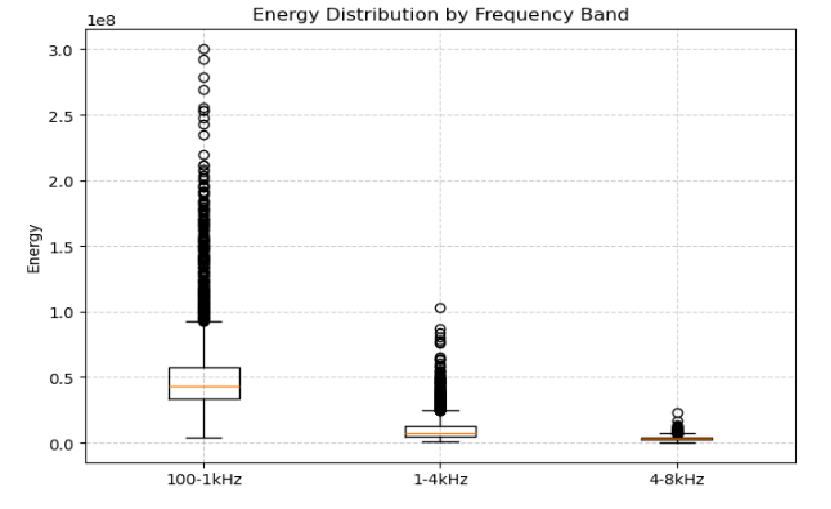 Energy Distribution by Frequency Band
1e8
3.0
2.5
2.0
1.5
1.0
0.5
0.0
Energy
100-1kHz
1-4kHz
4-8kHz